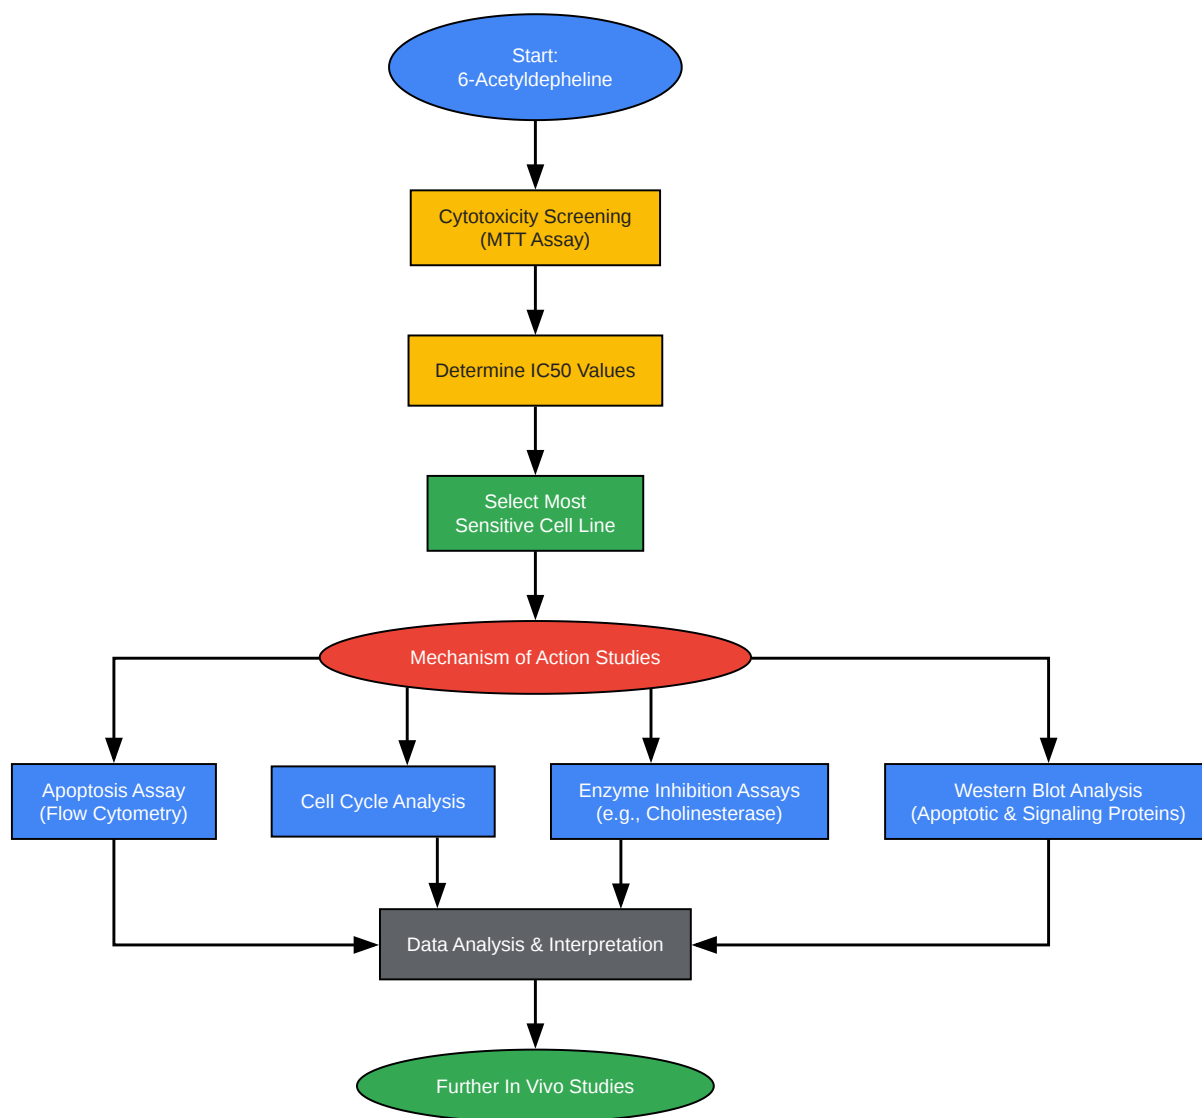 Start:
6-Acetyldepheline
Cytotoxicity Screening
(MTT Assay)
Determine IC50 Values
Select Most
Sensitive Cell Line
Mechanism of Action Studies
Apoptosis Assay
(Flow Cytometry)
Cell Cycle Analysis
Enzyme Inhibition Assays
(e.g., Cholinesterase)
Western Blot Analysis
(Apoptotic & Signaling Proteins)
Data Analysis & Interpretation
Further In Vivo Studies